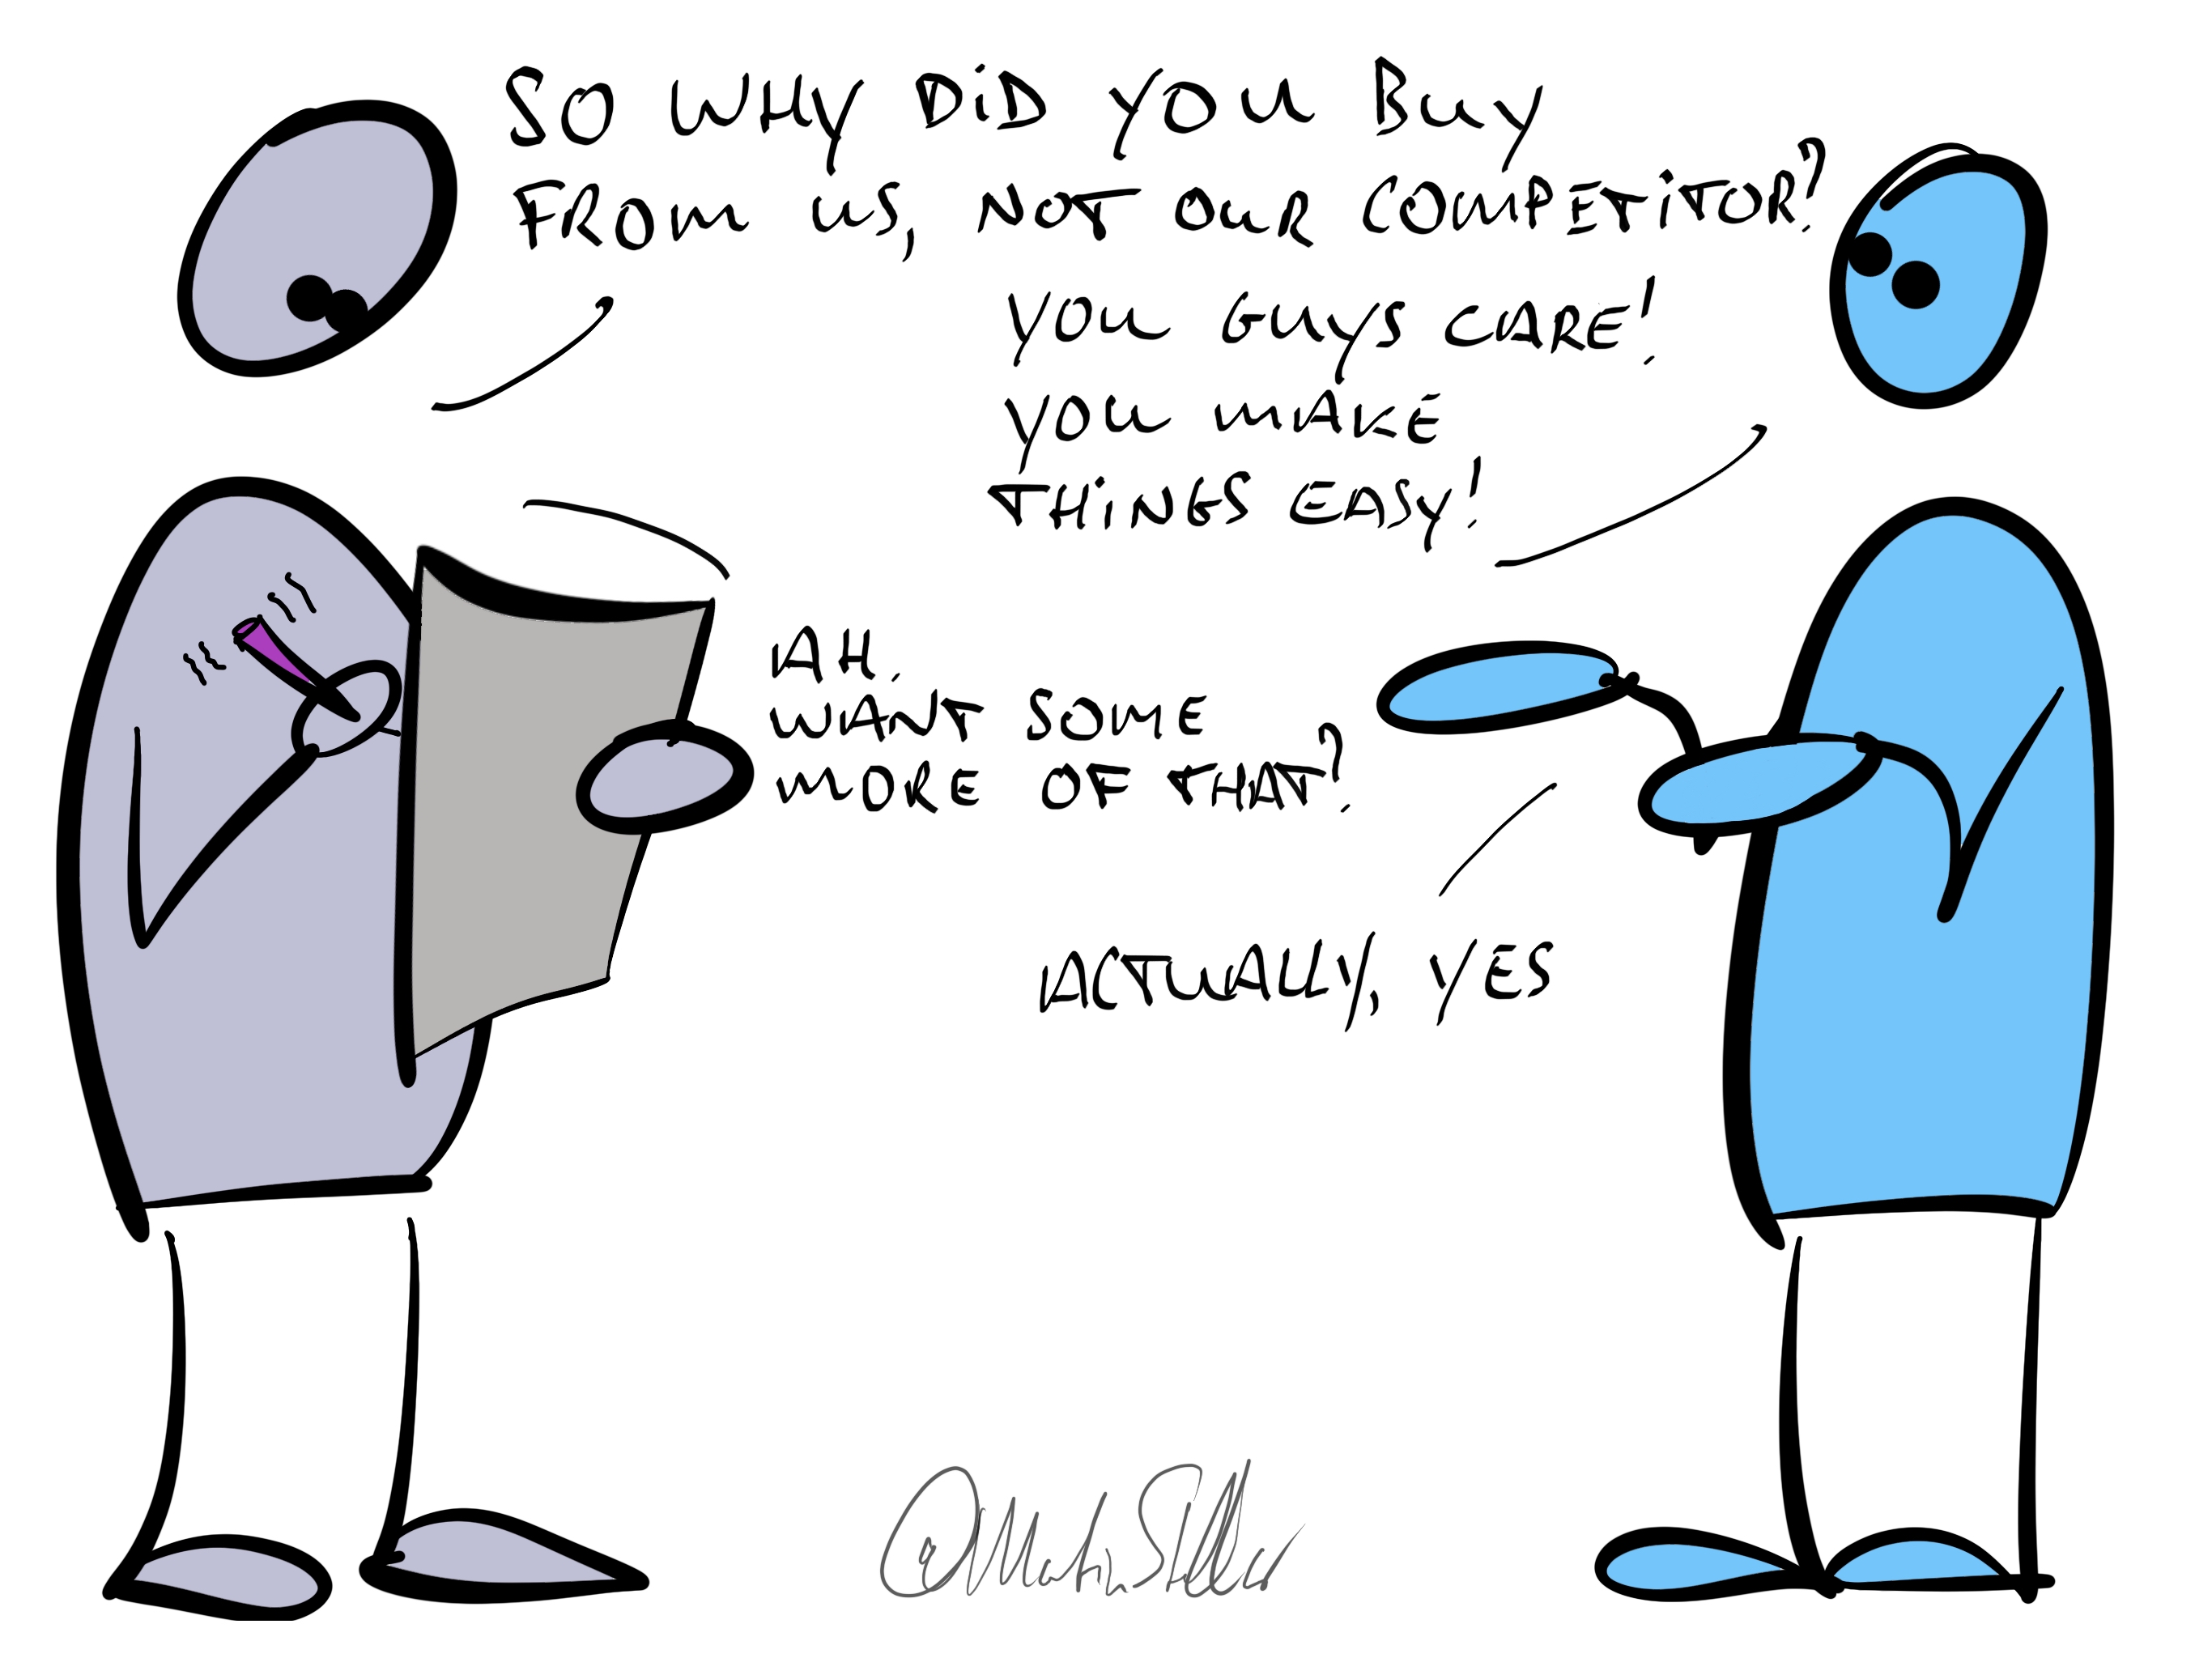 SO WHY DID YOU BUY
FROM US, NOT OUR COMPETITOR?
YOU GUYS CARE!
YOU MAKE
THINGS EASY!
AH.
WANT SOME
MORE OF THAT?
ACTUALLY, YES